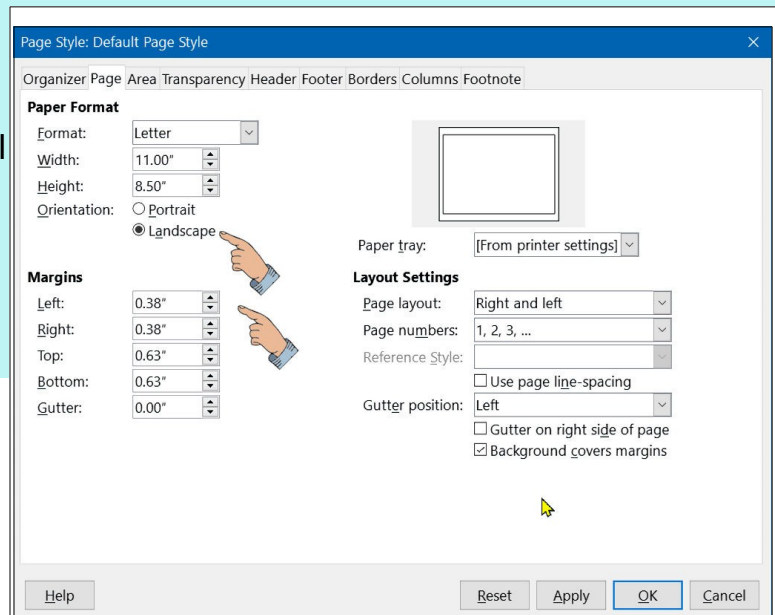 Page Style: Default Page Style
Organizer Page Area Transparency Header Footer Borders Columns Footnote
Paper Format
Format: Letter
Width: 11.00"
Height: 8.50"
Orientation: Portrait
Landscape
Paper tray: [From printer settings]
Margins
Left: 0.38"
Right: 0.38"
Top: 0.63"
Bottom: 0.63"
Gutter: 0.00"
Layout Settings
Page layout: Right and left
Page numbers: 1, 2, 3, ...
Reference Style:
Use page line-spacing
Gutter position: Left
Gutter on right side of page
Background covers margins
Help Reset Apply OK Cancel